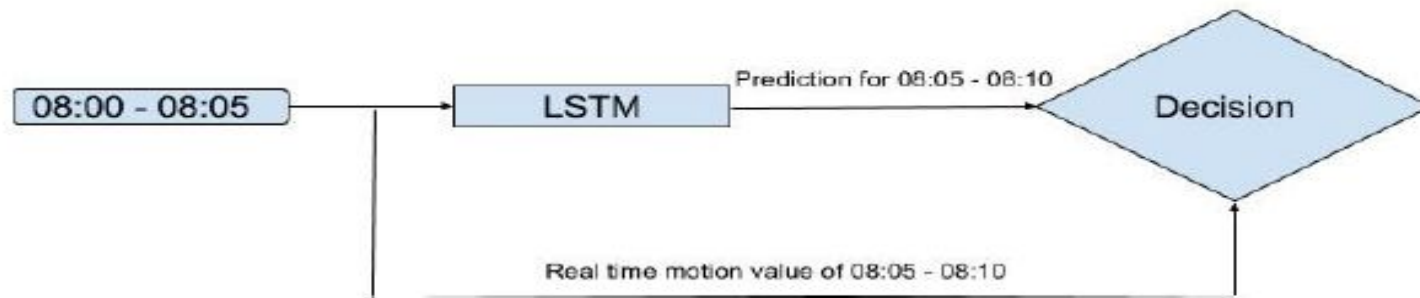 Prediction for 08:05 - 08:10
08:00 - 08:05
LSTM
Decision
Real time motion value of 08:05 - 08:10